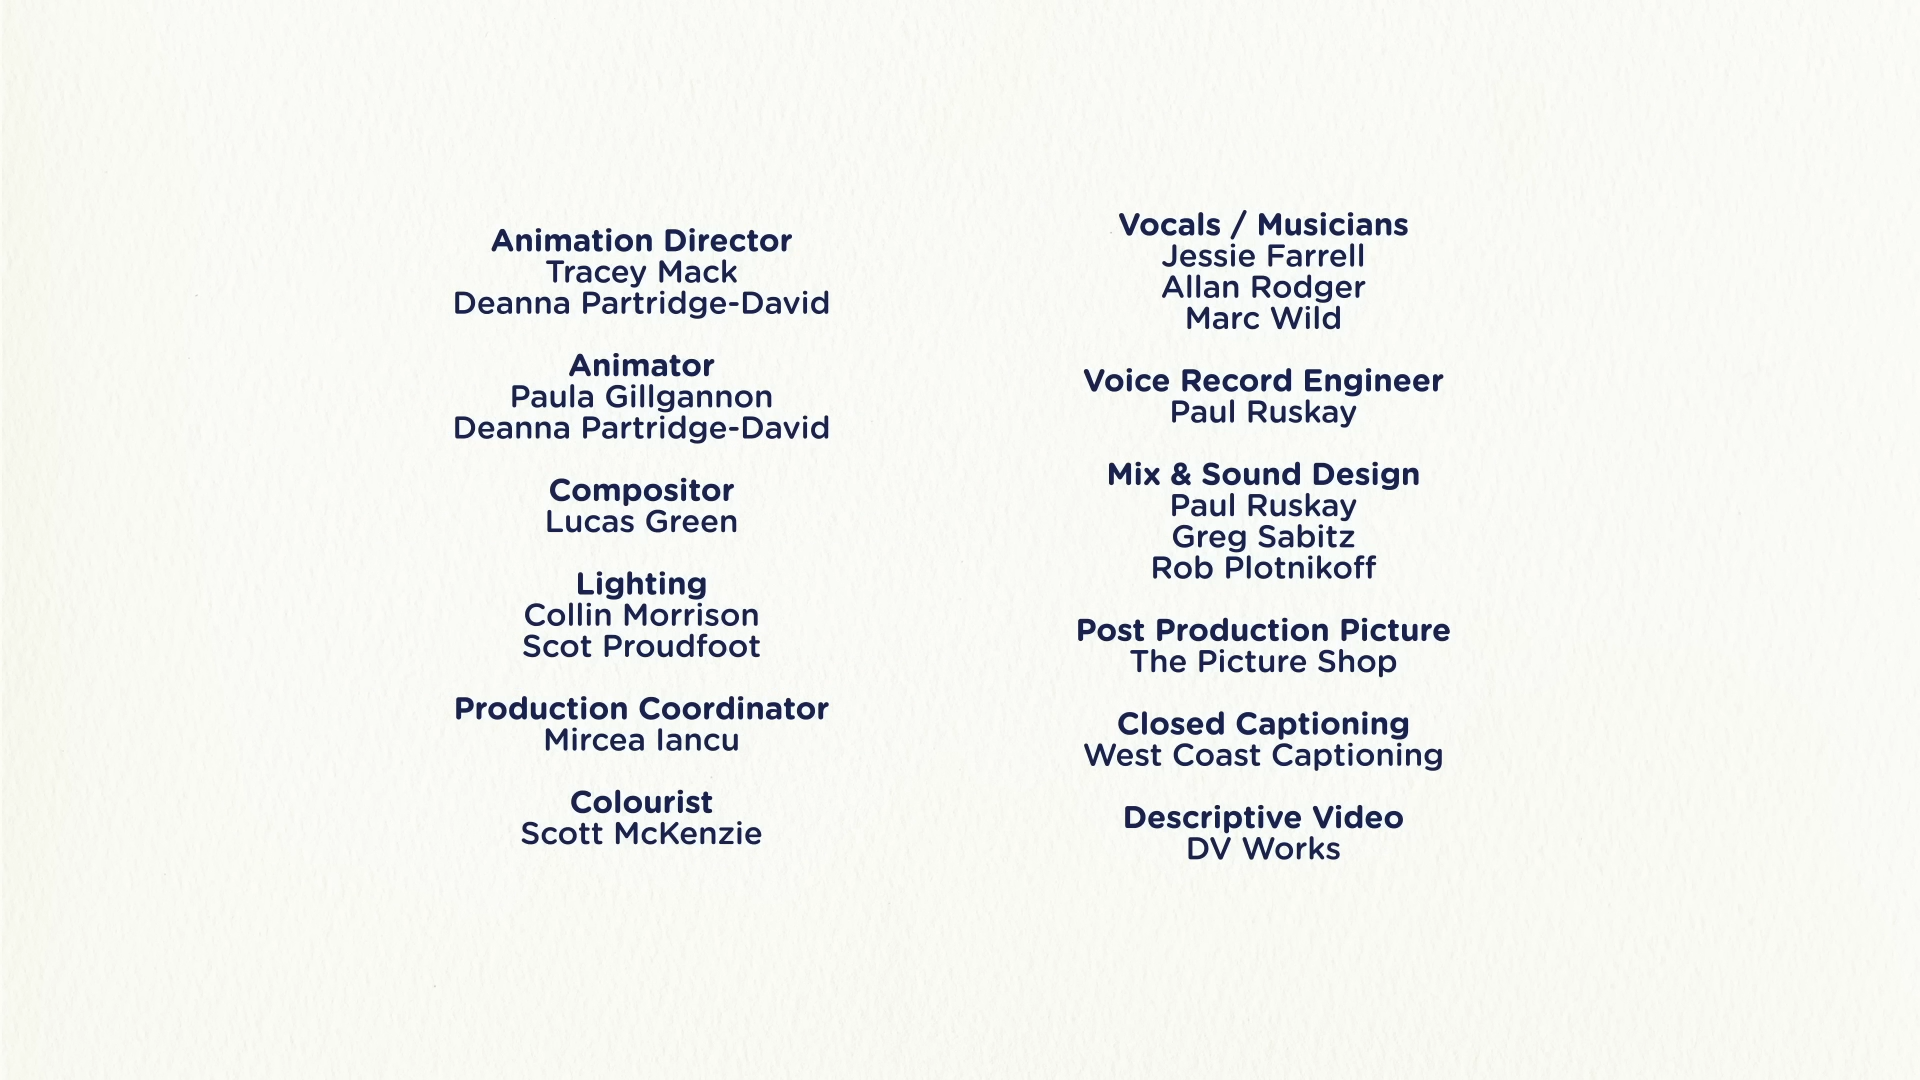 Animation Director
Tracey Mack
Deanna Partridge-David
Animator
Paula Gillgannon
Deanna Partridge-David
Compositor
Lucas Green
Lighting
Collin Morrison
Scot Proudfoot
Production Coordinator
Mircea Iancu
Colourist
Scott McKenzie
Vocals / Musicians
Jessie Farrell
Allan Rodger
Marc Wild
Voice Record Engineer
Paul Ruskay
Mix & Sound Design
Paul Ruskay
Greg Sabitz
Rob Plotnikoff
Post Production Picture
The Picture Shop
Closed Captioning
West Coast Captioning
Descriptive Video
DV Works